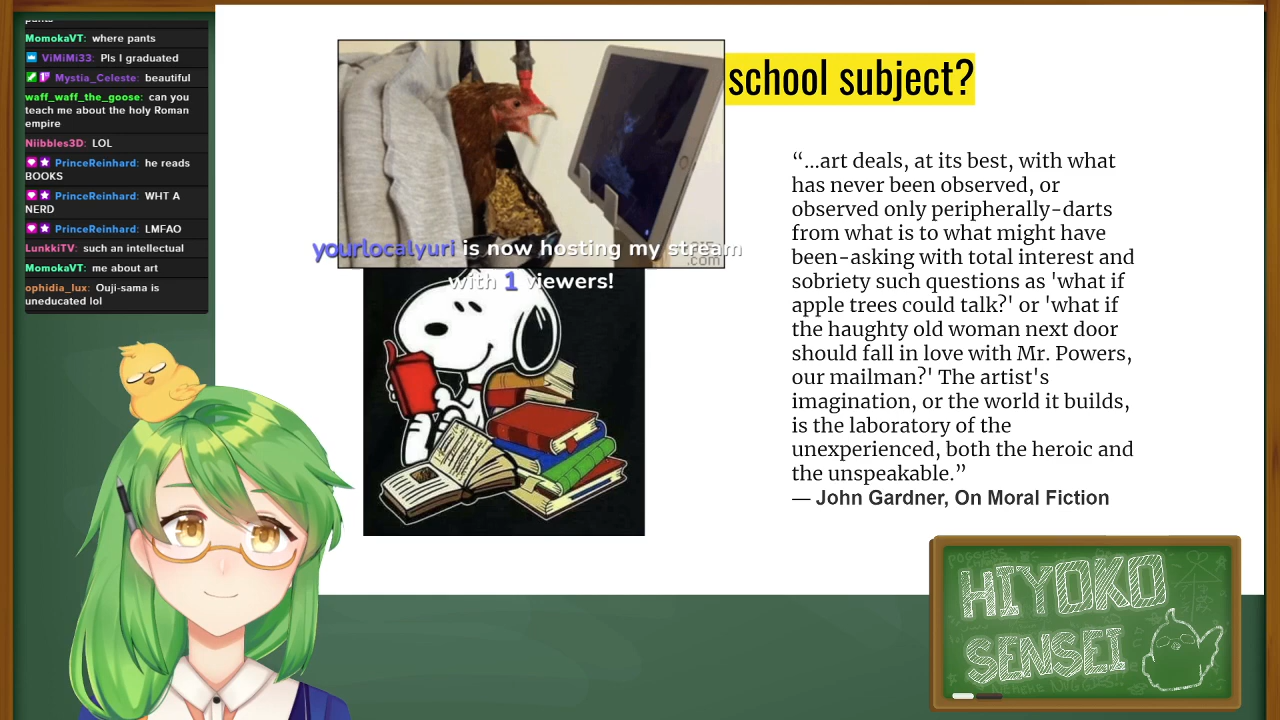 pants
MomokaVT: where pants
ViMiMi33: Pls I graduated
Mystia_Celeste: beautiful
waff_waff_the_goose: can you
teach me about the holy Roman
empire
Niibbles3D: LOL
PrinceReinhard: he reads
BOOKS
PrinceReinhard: WHT A
NERD
PrinceReinhard: LMFAO
LunkkiTV: such an intellectual
MomokaVT: me about art
ophidia_lux: Ouji-sama is
uneducated lol
school subject?
yourlocalyuri is now hosting my stream
with 1 viewers!
.com
“...art deals, at its best, with what
has never been observed, or
observed only peripherally-darts
from what is to what might have
been-asking with total interest and
sobriety such questions as 'what if
apple trees could talk?' or 'what if
the haughty old woman next door
should fall in love with Mr. Powers,
our mailman?' The artist's
imagination, or the world it builds,
is the laboratory of the
unexperienced, both the heroic and
the unspeakable.”
― John Gardner, On Moral Fiction
HIYOKO
SENSEI